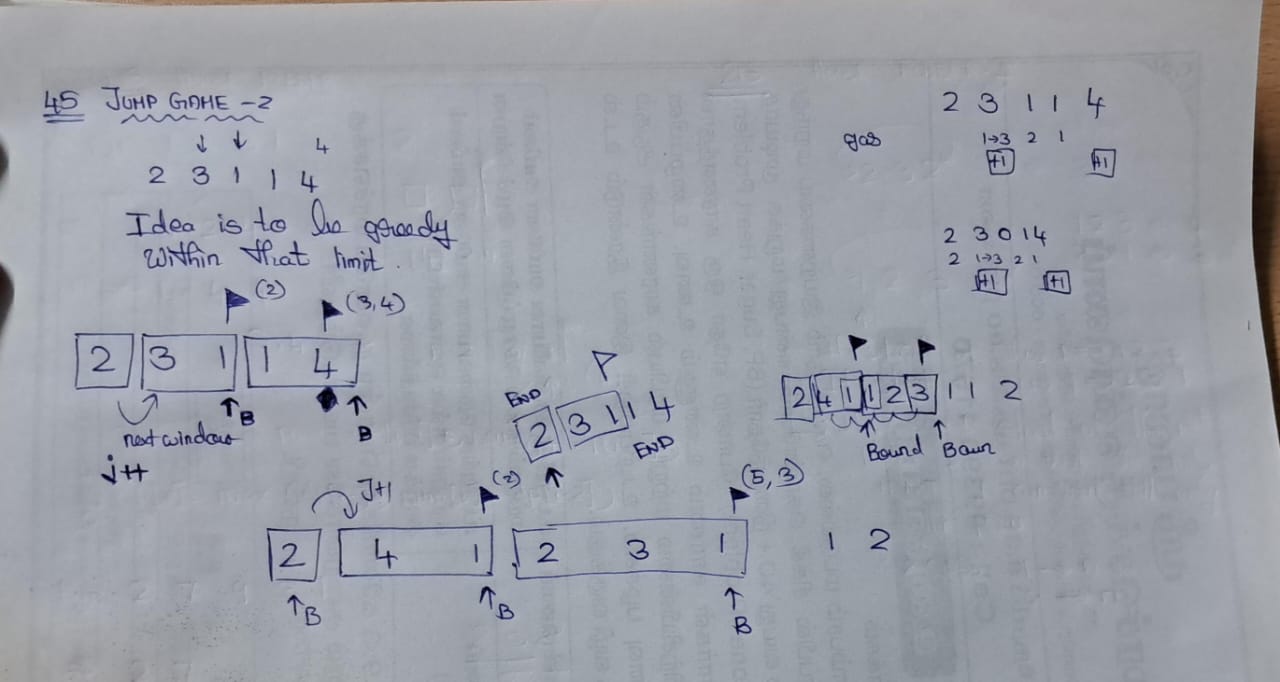 45 JUMP GAME -2
↓ ↓ 4
2 3 1 1 4
Idea is to be greedy
within that limit.
(2) (3,4)
2 3 1 1 4
B
B
next window
j++
gas
2 3 1 1 4
1→3 2 1
+1 +1
2 3 0 1 4
2 1→3 2 1
+1 +1
END
2 3 1 1 4
END
2 4 1 1 2 3 1 1 2
Bound Boun
J+1 (2) (5,3)
2 4 1 2 3 1 1 2
↑B ↑B ↑B